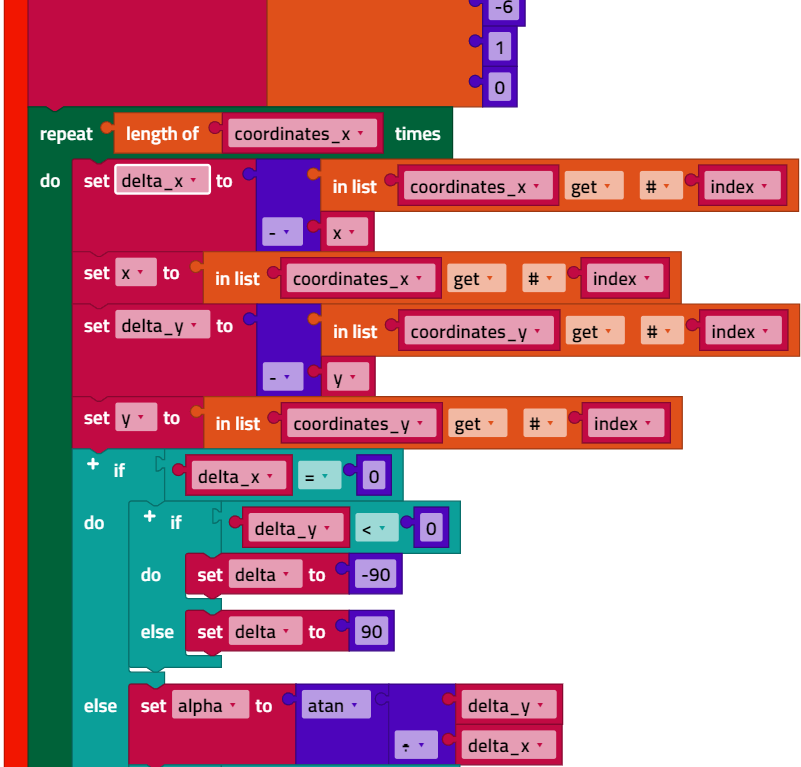 -6
1
0
repeat length of coordinates_x times
do set delta_x to in list coordinates_x get # index
- x
set x to in list coordinates_x get # index
set delta_y to in list coordinates_y get # index
- y
set y to in list coordinates_y get # index
+ if delta_x = 0
do + if delta_y < 0
do set delta to -90
else set delta to 90
else set alpha to atan delta_y
÷ delta_x